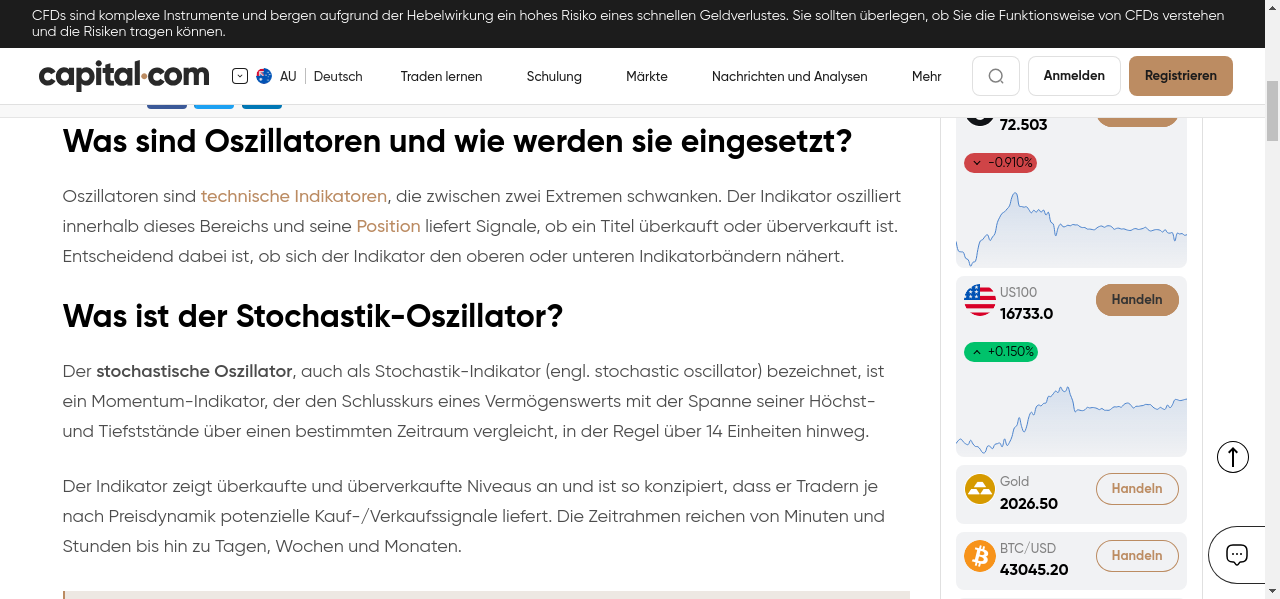 CFDs sind komplexe Instrumente und bergen aufgrund der Hebelwirkung ein hohes Risiko eines schnellen Geldverlustes. Sie sollten überlegen, ob Sie die Funktionsweise von CFDs verstehen
und die Risiken tragen können.
capital.com
AU
Deutsch
Traden lernen
Schulung
Märkte
Nachrichten und Analysen
Mehr
Anmelden
Registrieren
Was sind Oszillatoren und wie werden sie eingesetzt?
Oszillatoren sind technische Indikatoren, die zwischen zwei Extremen schwanken. Der Indikator oszilliert
innerhalb dieses Bereichs und seine Position liefert Signale, ob ein Titel überkauft oder überverkauft ist.
Entscheidend dabei ist, ob sich der Indikator den oberen oder unteren Indikatorbändern nähert.
Was ist der Stochastik-Oszillator?
Der stochastische Oszillator, auch als Stochastik-Indikator (engl. stochastic oscillator) bezeichnet, ist
ein Momentum-Indikator, der den Schlusskurs eines Vermögenswerts mit der Spanne seiner Höchst-
und Tiefststände über einen bestimmten Zeitraum vergleicht, in der Regel über 14 Einheiten hinweg.
Der Indikator zeigt überkaufte und überverkaufte Niveaus an und ist so konzipiert, dass er Tradern je
nach Preisdynamik potenzielle Kauf-/Verkaufssignale liefert. Die Zeitrahmen reichen von Minuten und
Stunden bis hin zu Tagen, Wochen und Monaten.
72.503
-0.910%
US100
16733.0
Handeln
+0.150%
Gold
2026.50
Handeln
BTC/USD
43045.20
Handeln